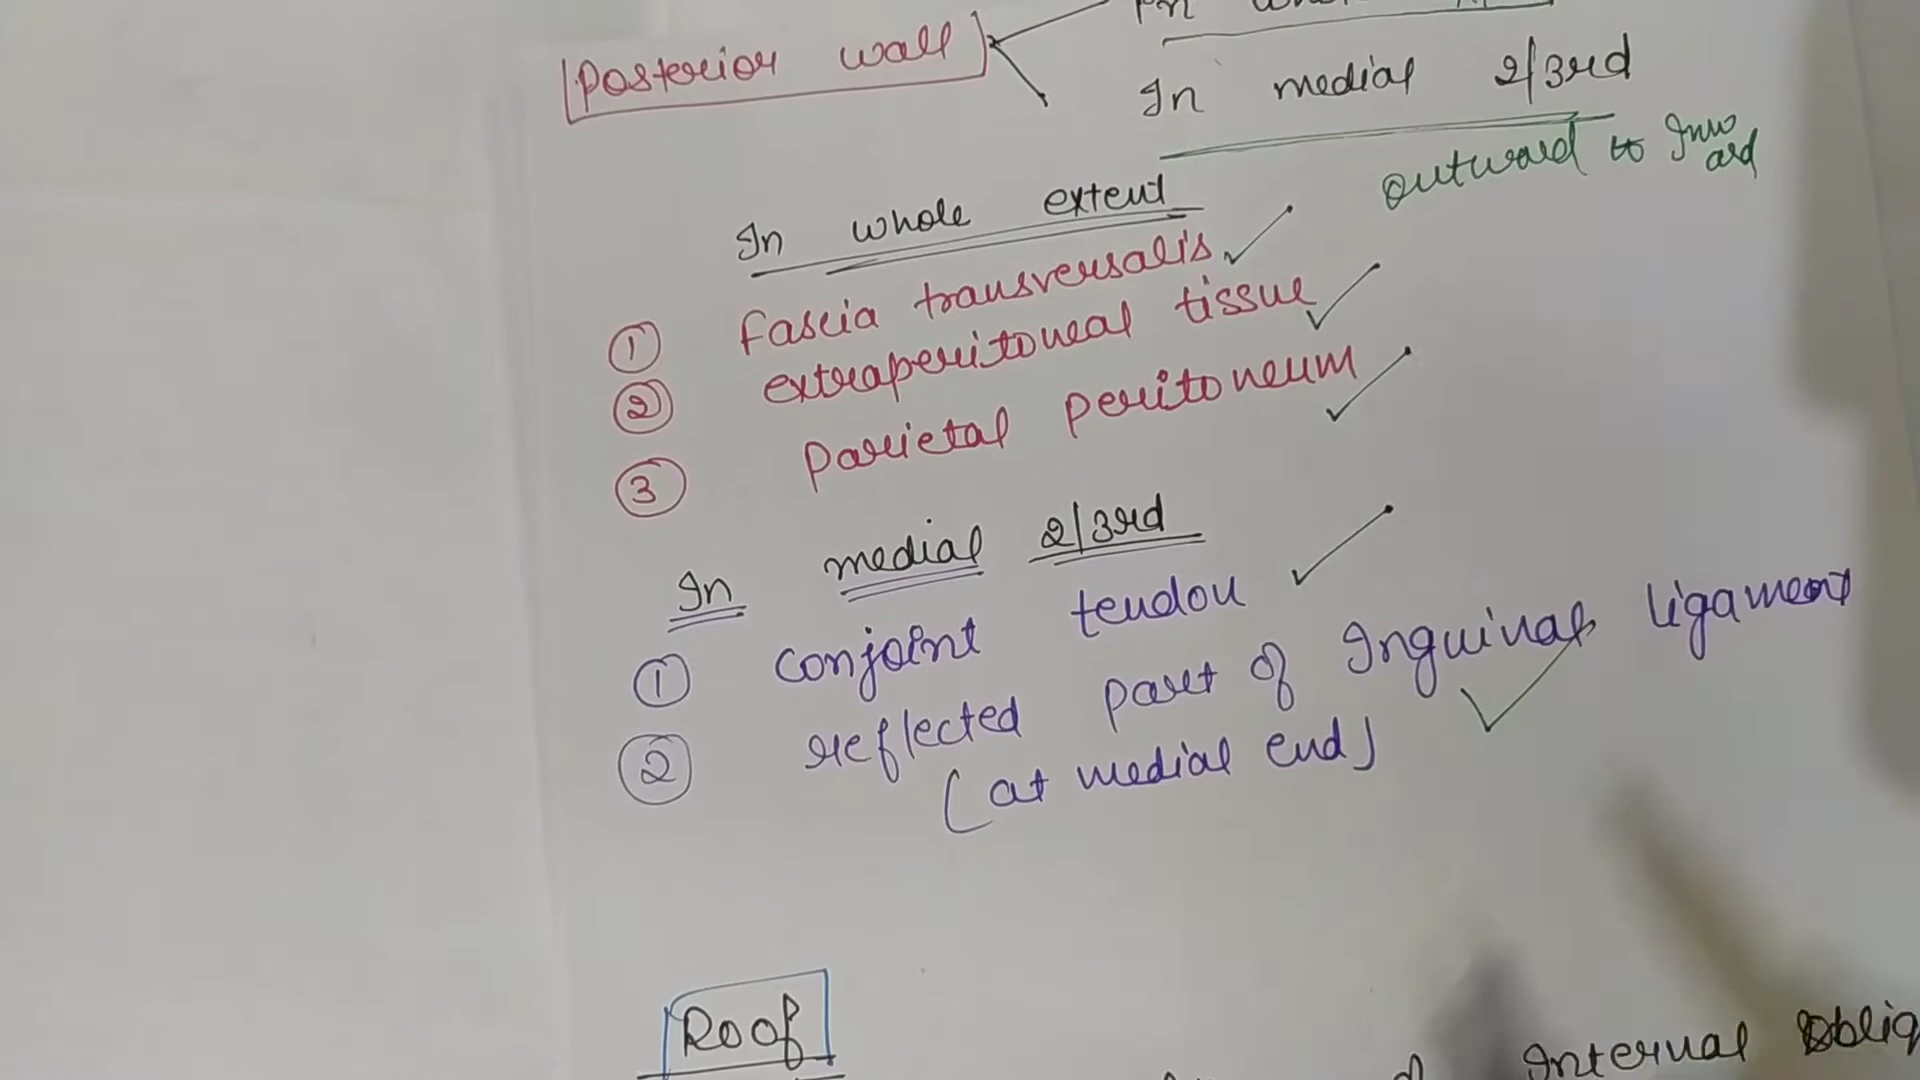 Posterior wall
In whole
In medial 2/3rd
outward to Inward
In whole extent
1 Fascia transversalis
2 extraperitoneal tissue
3 Parietal peritoneum
In medial 2/3rd
1 conjoint tendon
2 reflected part of Inguinal ligament
(at medial end)
Roof
Internal